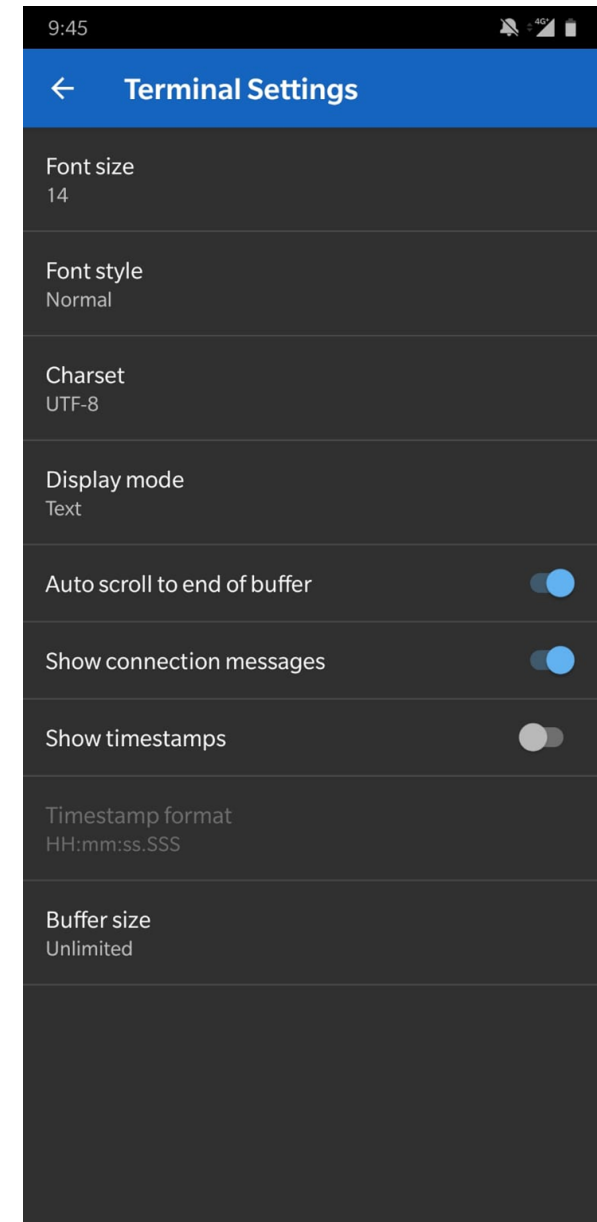 9:45
4G+
Terminal Settings
Font size
14
Font style
Normal
Charset
UTF-8
Display mode
Text
Auto scroll to end of buffer
Show connection messages
Show timestamps
Timestamp format
HH:mm:ss.SSS
Buffer size
Unlimited